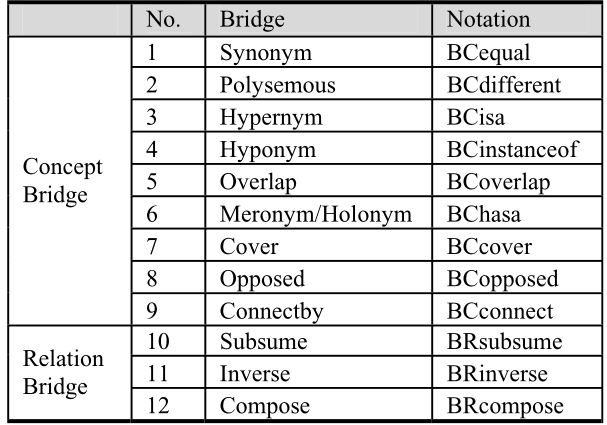 No. Bridge Notation
Concept Bridge
1 Synonym BCequal
2 Polysemous BCdifferent
3 Hypernym BCisa
4 Hyponym BCinstanceof
5 Overlap BCoverlap
6 Meronym/Holonym BChasa
7 Cover BCcover
8 Opposed BCopposed
9 Connectby BCconnect
Relation Bridge
10 Subsume BRsubsume
11 Inverse BRinverse
12 Compose BRcompose